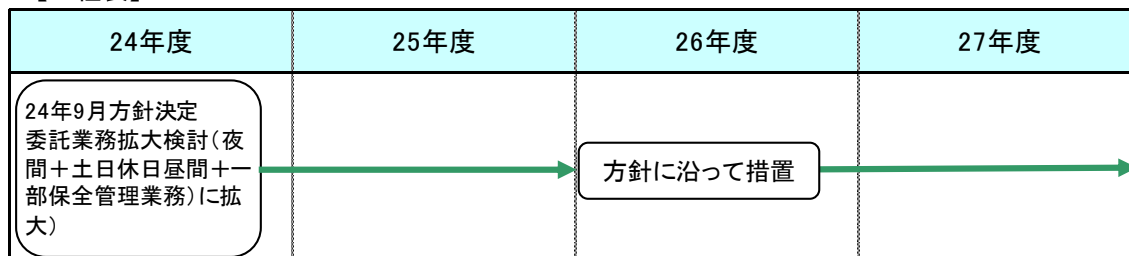 24年度 25年度 26年度 27年度
24年9月方針決定
委託業務拡大検討(夜
間＋土日休日昼間＋一
部保全管理業務)に拡
大)
方針に沿って措置